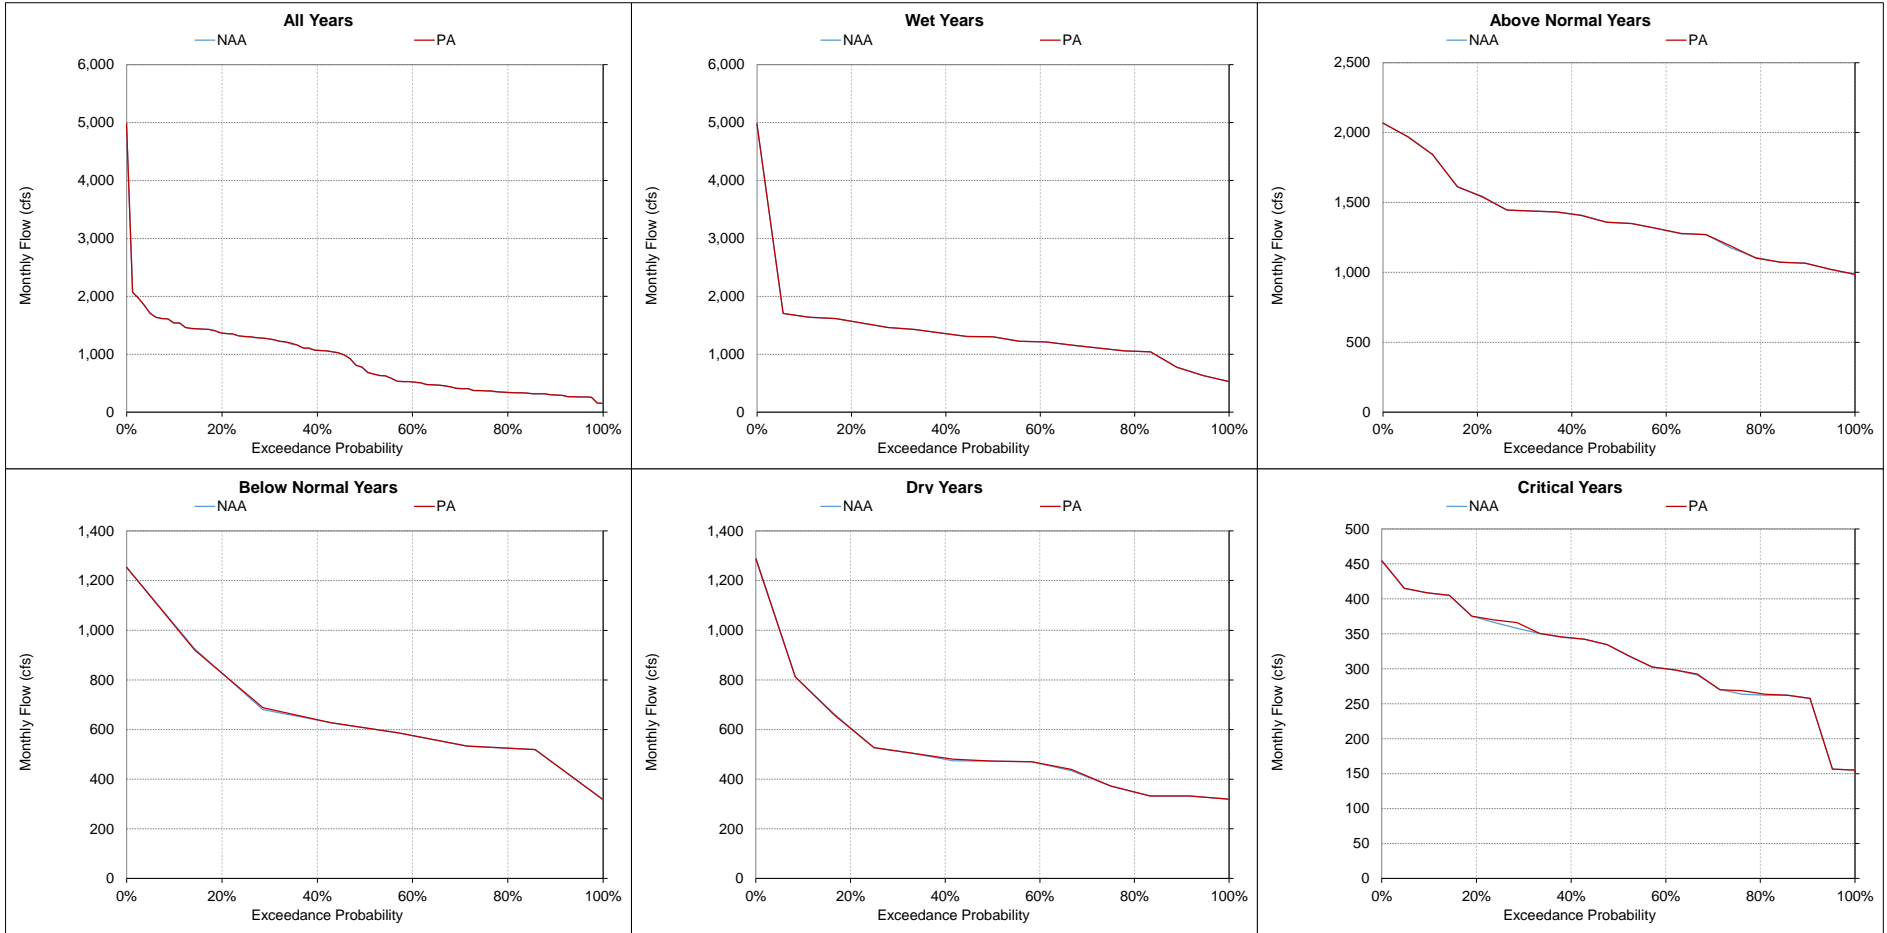 All Years
NAA PA
6,000
5,000
4,000
3,000
2,000
1,000
0
Monthly Flow (cfs)
0% 20% 40% 60% 80% 100%
Exceedance Probability
Wet Years
NAA PA
6,000
5,000
4,000
3,000
2,000
1,000
0
Monthly Flow (cfs)
0% 20% 40% 60% 80% 100%
Exceedance Probability
Above Normal Years
NAA PA
2,500
2,000
1,500
1,000
500
0
Monthly Flow (cfs)
0% 20% 40% 60% 80% 100%
Exceedance Probability
Below Normal Years
NAA PA
1,400
1,200
1,000
800
600
400
200
0
Monthly Flow (cfs)
0% 20% 40% 60% 80% 100%
Exceedance Probability
Dry Years
NAA PA
1,400
1,200
1,000
800
600
400
200
0
Monthly Flow (cfs)
0% 20% 40% 60% 80% 100%
Exceedance Probability
Critical Years
NAA PA
500
450
400
350
300
250
200
150
100
50
0
Monthly Flow (cfs)
0% 20% 40% 60% 80% 100%
Exceedance Probability